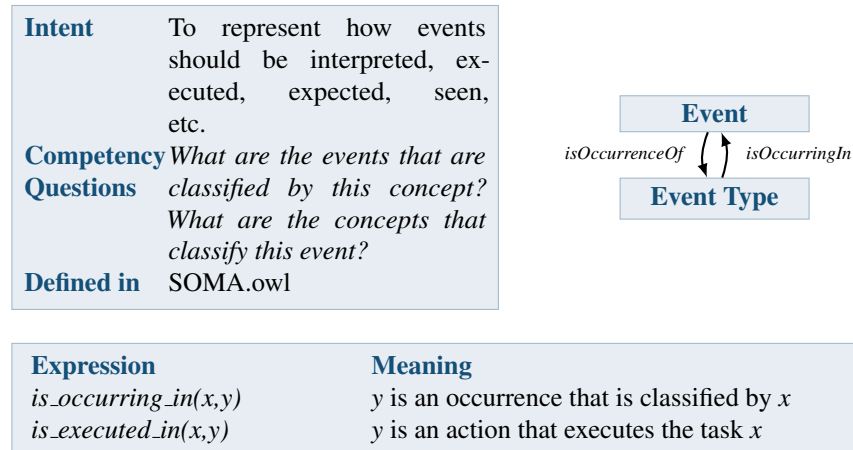 Intent To represent how events
should be interpreted, ex-
ecuted, expected, seen,
etc.
Competency What are the events that are
Questions classified by this concept?
What are the concepts that
classify this event?
Defined in SOMA.owl
Event
isOccurrenceOf isOccurringIn
Event Type
Expression Meaning
is_occurring_in(x,y) y is an occurrence that is classified by x
is_executed_in(x,y) y is an action that executes the task x